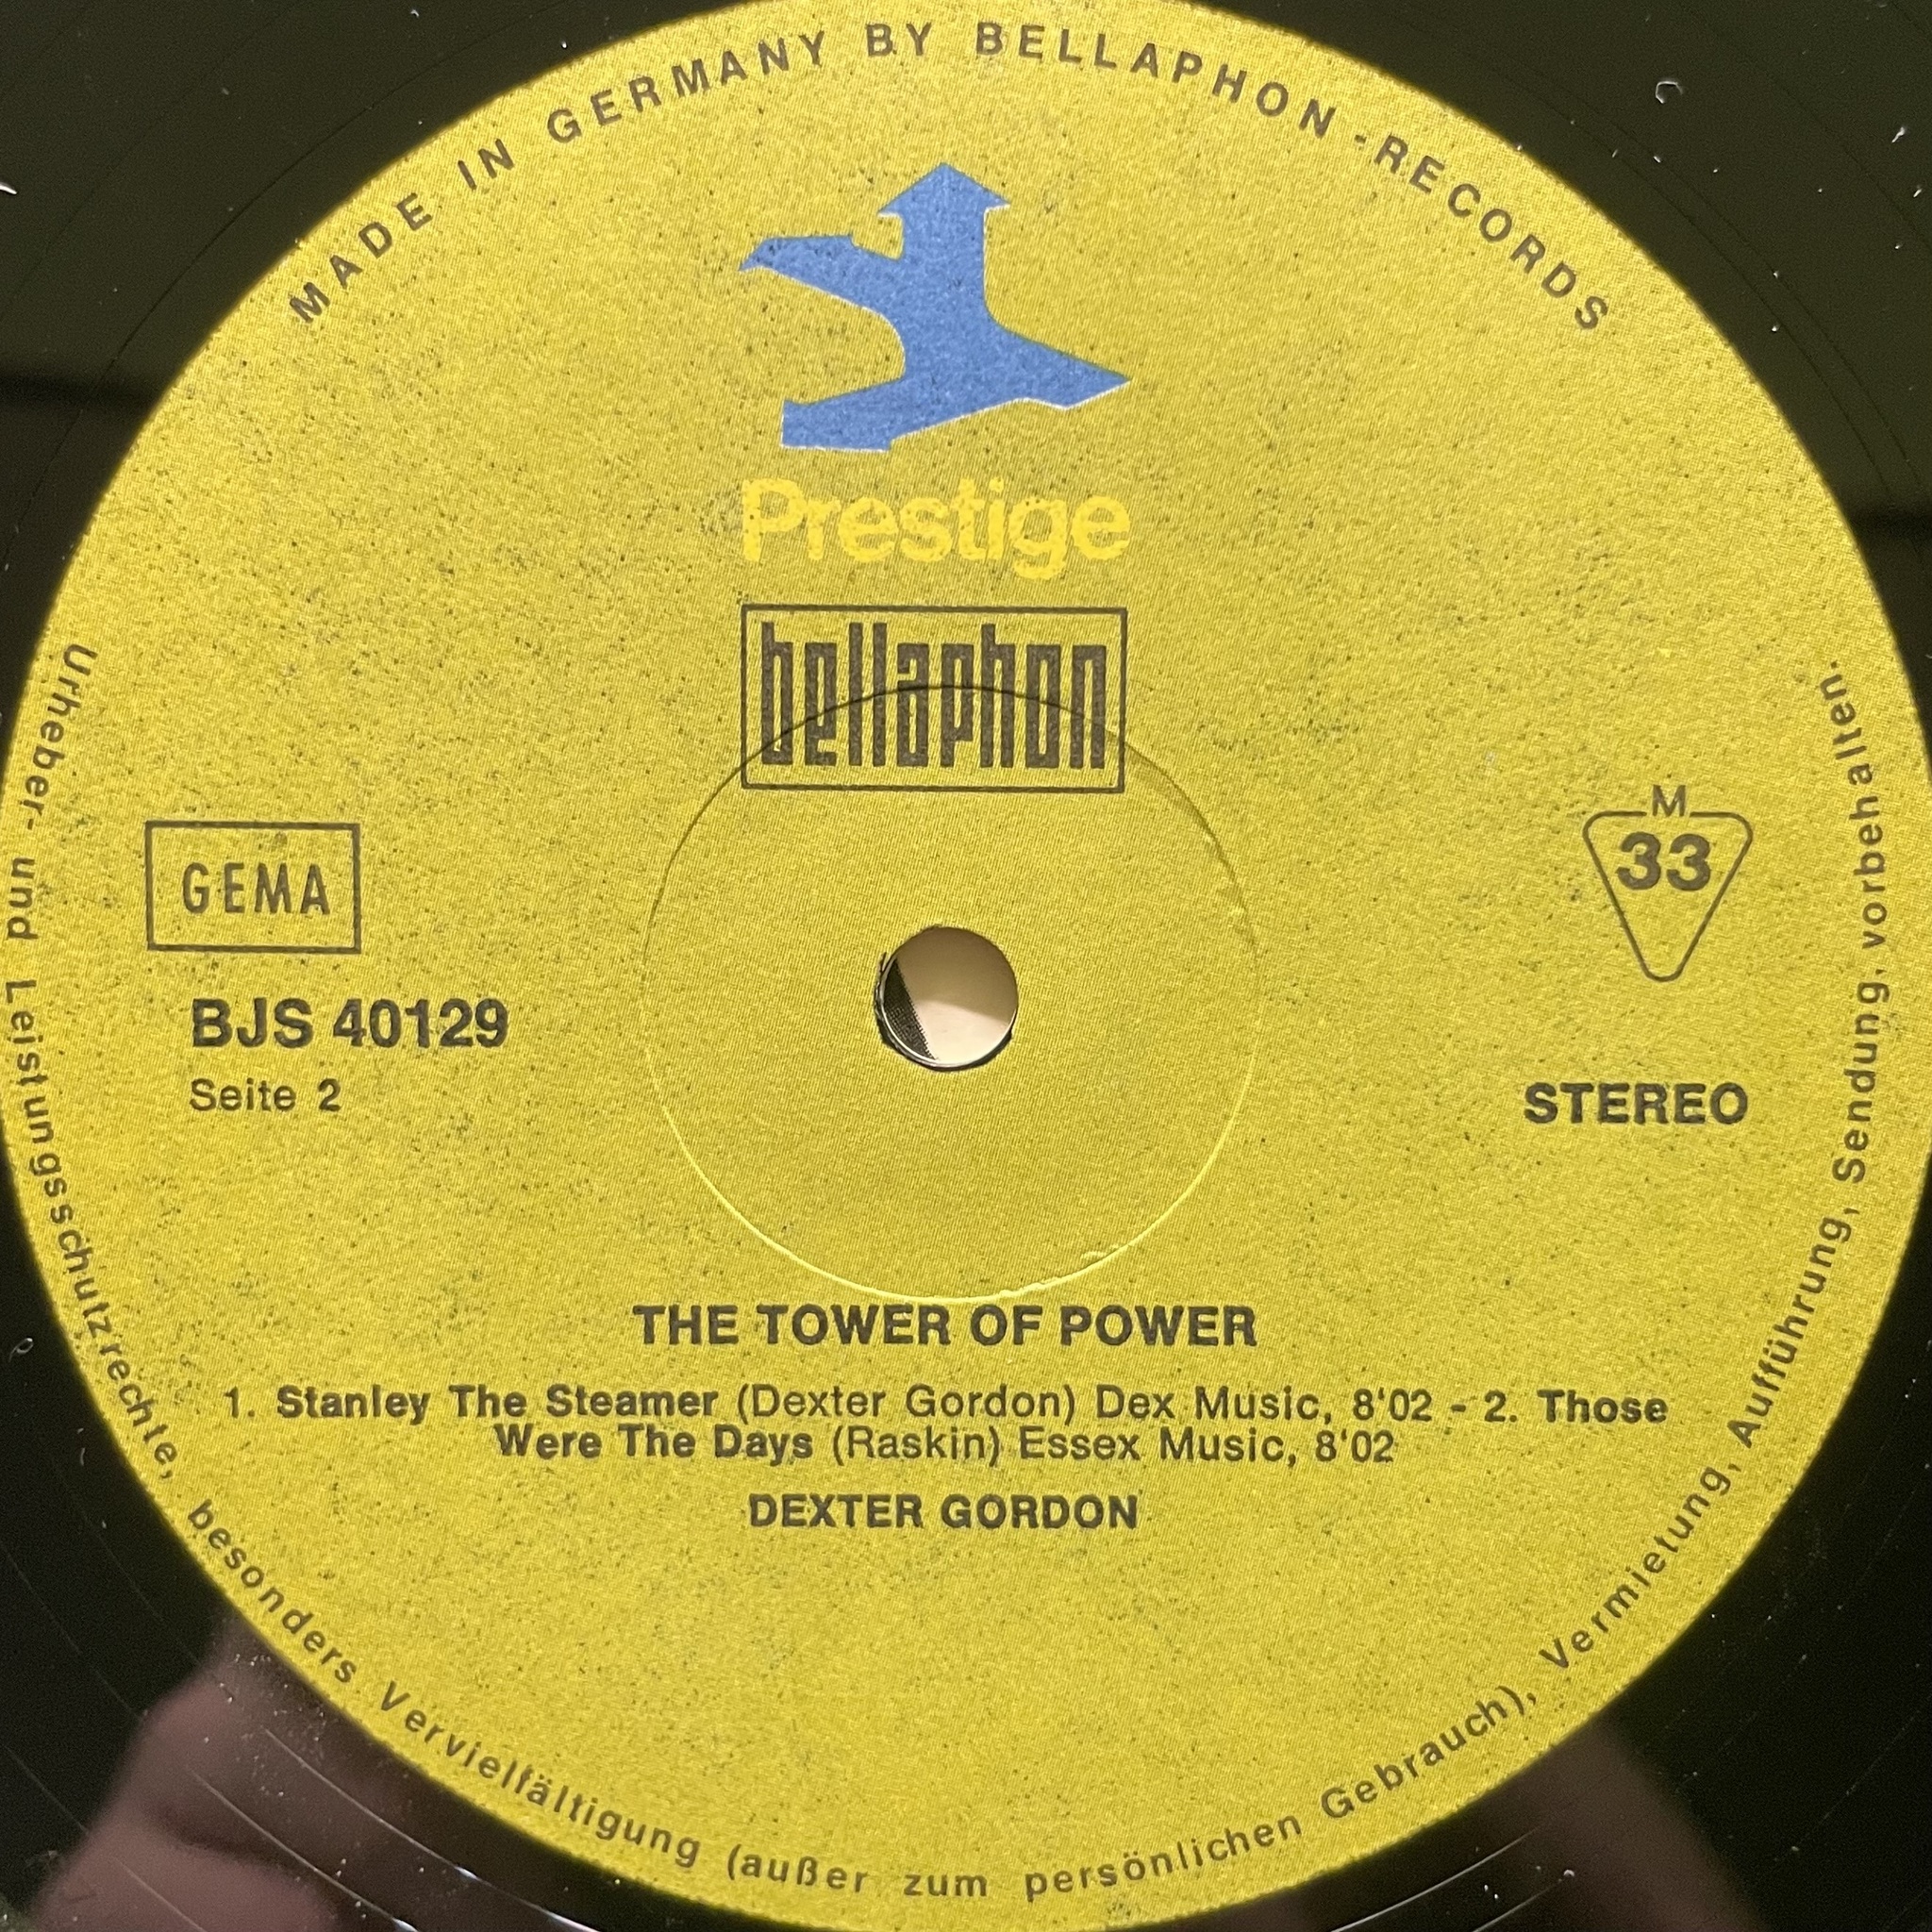 MADE IN GERMANY BY BELLAPHON-RECORDS
Prestige
bellaphon
GEMA
M
33
BJS 40129
Seite 2
STEREO
THE TOWER OF POWER
1. Stanley The Steamer (Dexter Gordon) Dex Music, 8'02 - 2. Those
Were The Days (Raskin) Essex Music, 8'02
DEXTER GORDON
Urheber- und Leistungsschutzrechte, besonders Vervielfältigung (außer zum persönlichen Gebrauch), Vermietung, Aufführung, Sendung, vorbehalten.